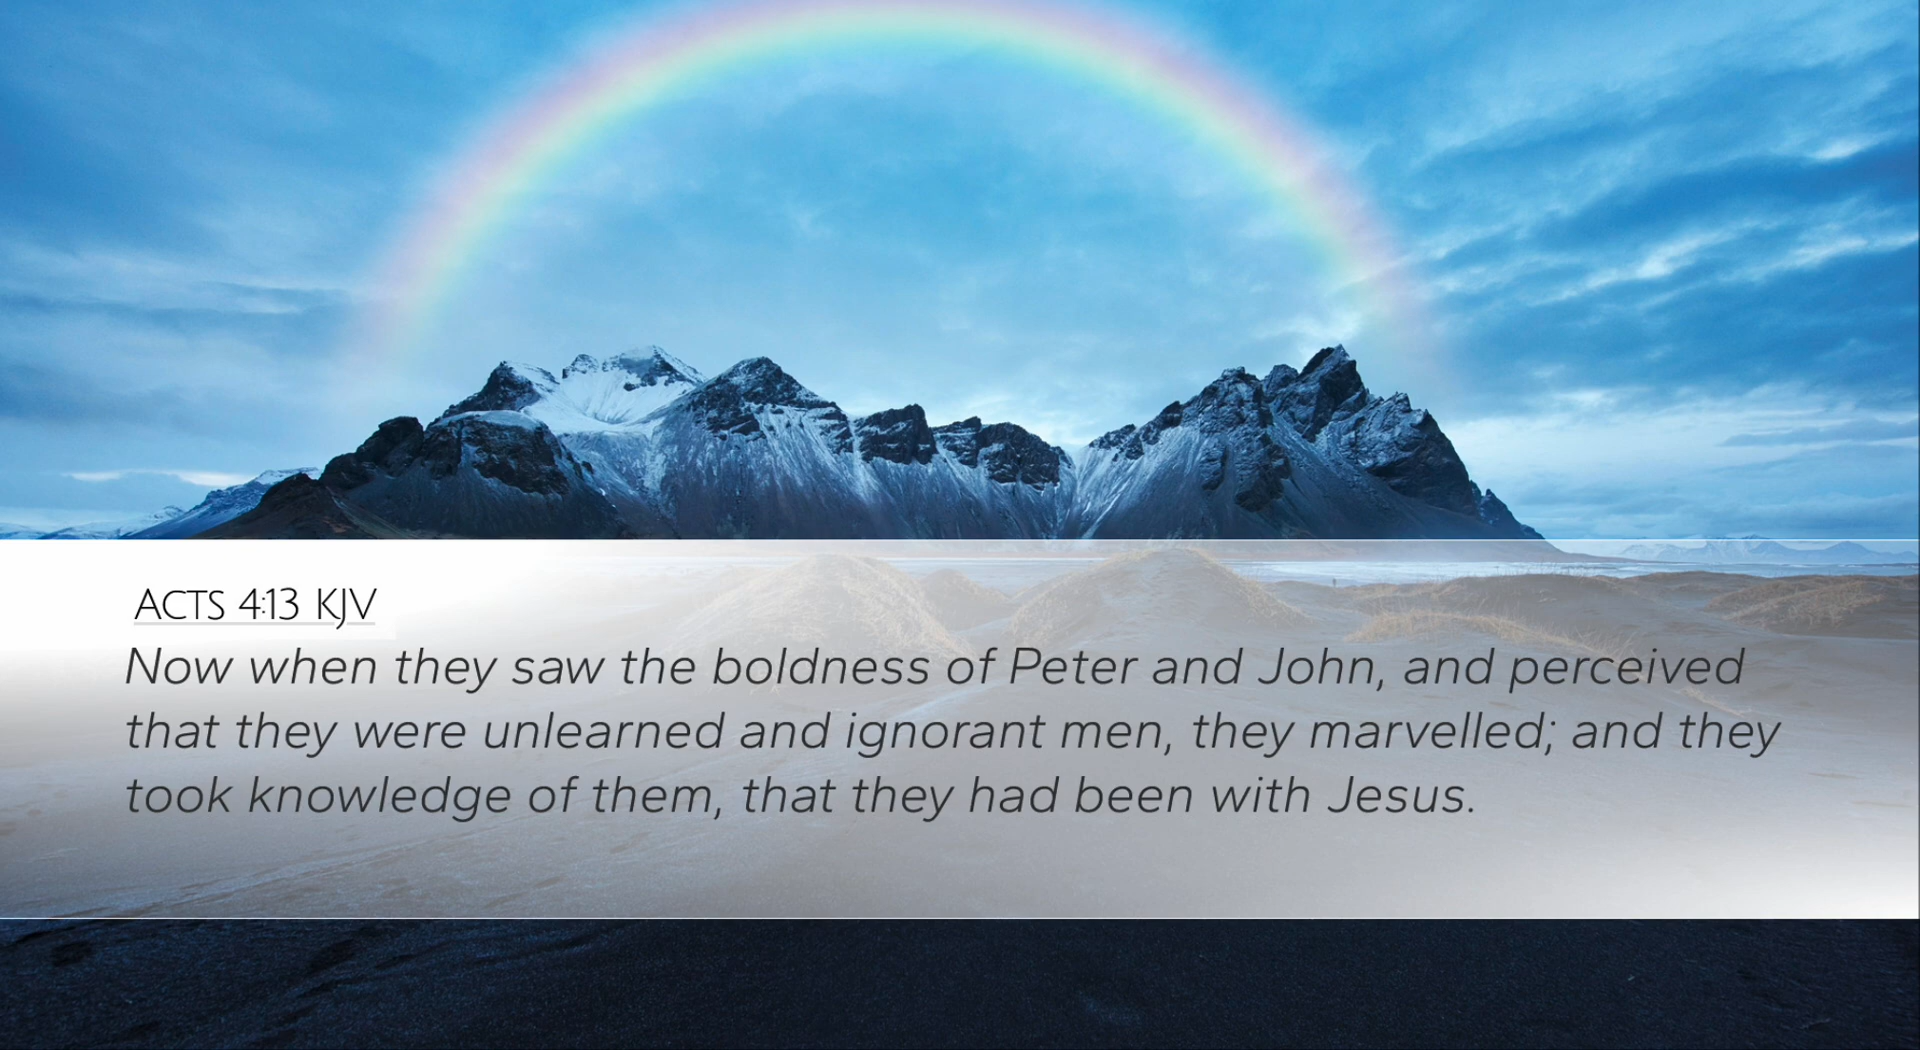 ACTS 4:13 KJV
Now when they saw the boldness of Peter and John, and perceived
that they were unlearned and ignorant men, they marvelled; and they
took knowledge of them, that they had been with Jesus.